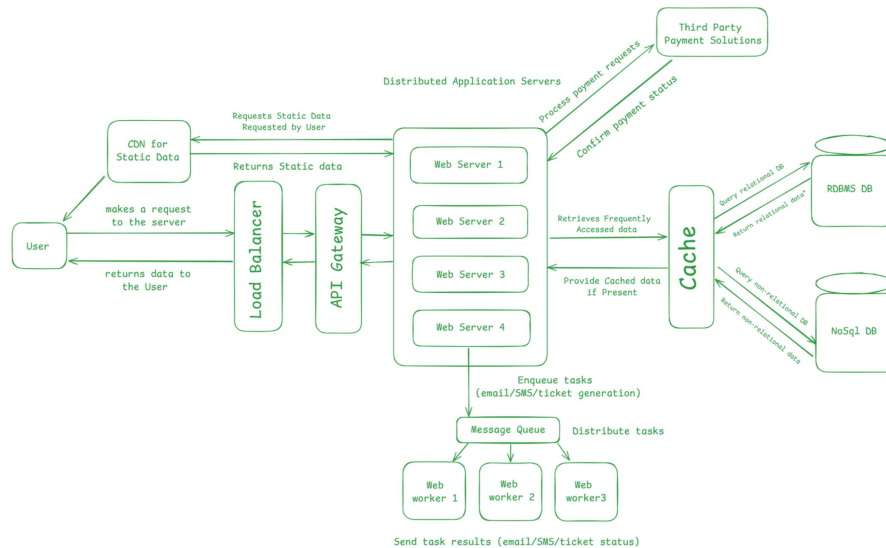 Third Party
Payment Solutions
Process payment requests
Confirm payment status
Distributed Application Servers
Requests Static Data
Requested by User
CDN for
Static Data
Returns Static data
Web Server 1
Query relational DB
RDBMS DB
Return relational data"
makes a request
to the server
User
returns data to
the User
Load Balancer
API Gateway
Web Server 2
Web Server 3
Web Server 4
Retrieves Frequently
Accessed data
Provide Cached data
if Present
Cache
Query non-relational DB
Return non-relational data
NoSql DB
Enqueue tasks
(email/SMS/ticket generation)
Message Queue
Distribute tasks
Web
worker 1
Web
worker 2
Web
worker3
Send task results (email/SMS/ticket status)